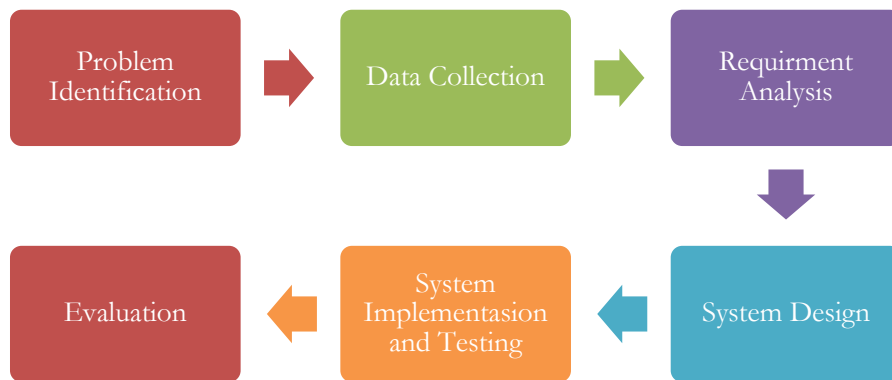 Problem
Identification
Data Collection
Requirment
Analysis
System Design
System
Implementasion
and Testing
Evaluation